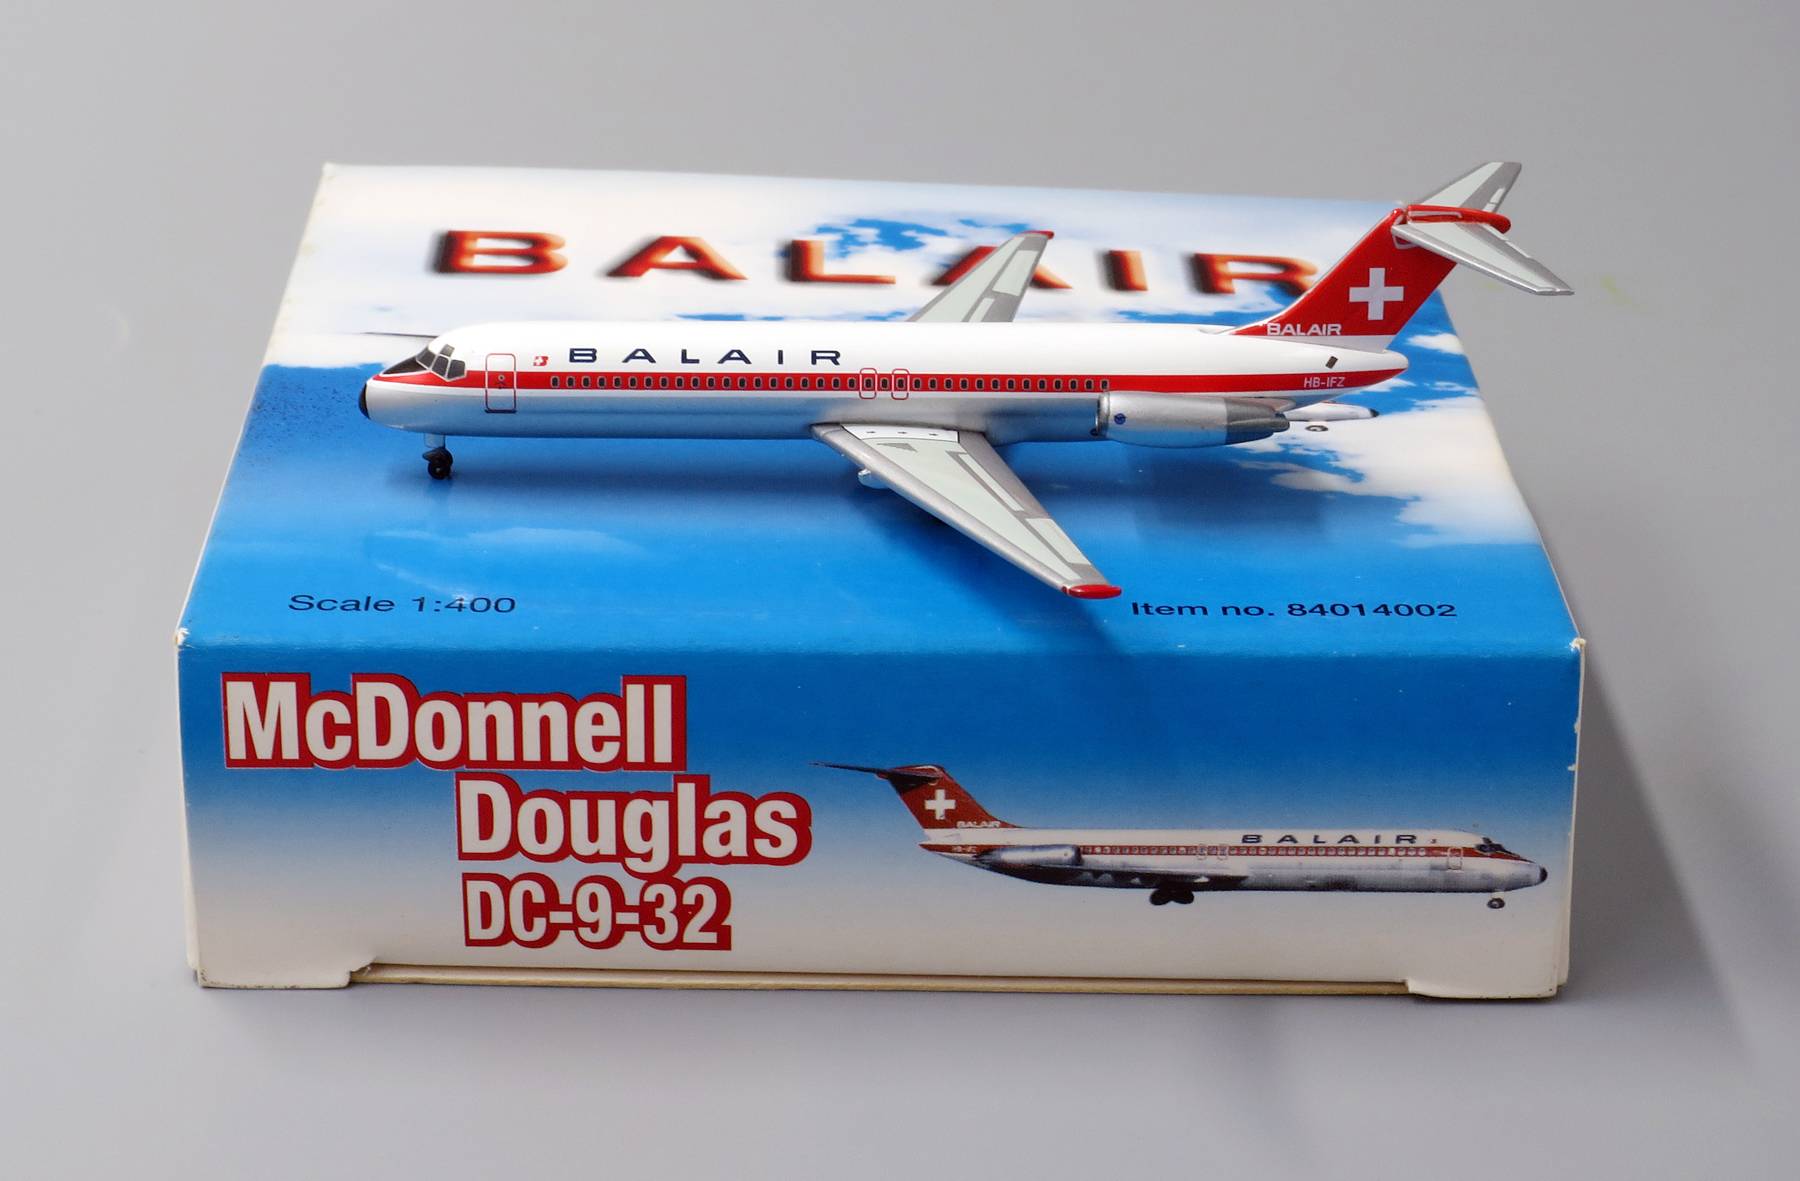 BALAIR
BALAIR
BALAIR
HB-IFZ
Scale 1:400
Item no. 84014002
McDonnell
Douglas
DC-9-32
BALAIR
BALAIR